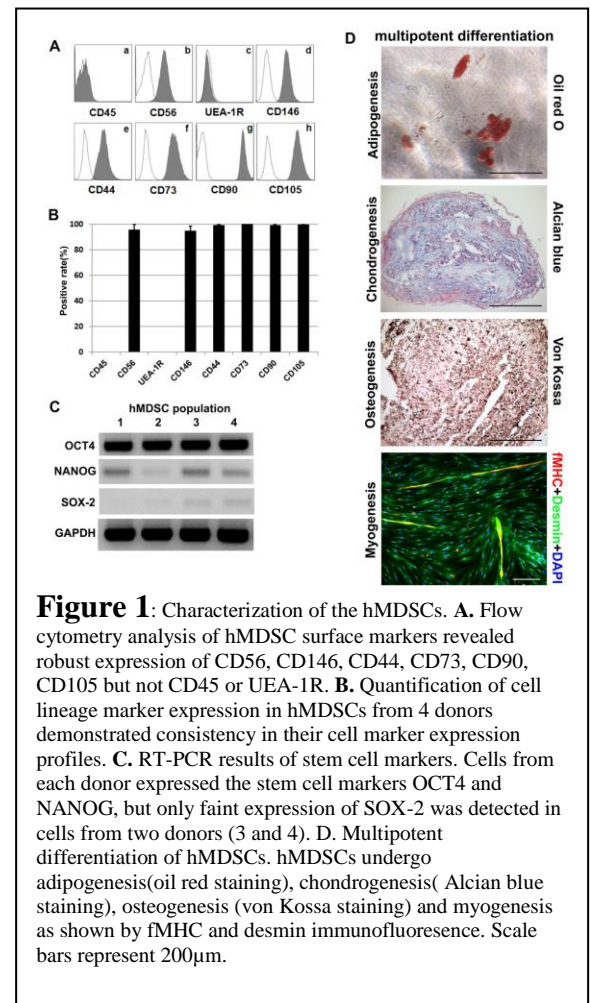 A
a
b
c
d
CD45
CD56
UEA-1R
CD146
e
f
g
h
CD44
CD73
CD90
CD105
B
Positive rate(%)
100
80
60
40
20
0
CD45
CD56
UEA-1R
CD146
CD44
CD73
CD90
CD105
C
hMDSC population
1 2 3 4
OCT4
NANOG
SOX-2
GAPDH
D
multipotent differentiation
Adipogenesis
Oil red O
Chondrogenesis
Alcian blue
Osteogenesis
Von Kossa
Myogenesis
fMHC+Desmin+DAPI
Figure 1: Characterization of the hMDSCs. A. Flow
cytometry analysis of hMDSC surface markers revealed
robust expression of CD56, CD146, CD44, CD73, CD90,
CD105 but not CD45 or UEA-1R. B. Quantification of cell
lineage marker expression in hMDSCs from 4 donors
demonstrated consistency in their cell marker expression
profiles. C. RT-PCR results of stem cell markers. Cells from
each donor expressed the stem cell markers OCT4 and
NANOG, but only faint expression of SOX-2 was detected in
cells from two donors (3 and 4). D. Multipotent
differentiation of hMDSCs. hMDSCs undergo
adipogenesis(oil red staining), chondrogenesis( Alcian blue
staining), osteogenesis (von Kossa staining) and myogenesis
as shown by fMHC and desmin immunofluoresence. Scale
bars represent 200µm.